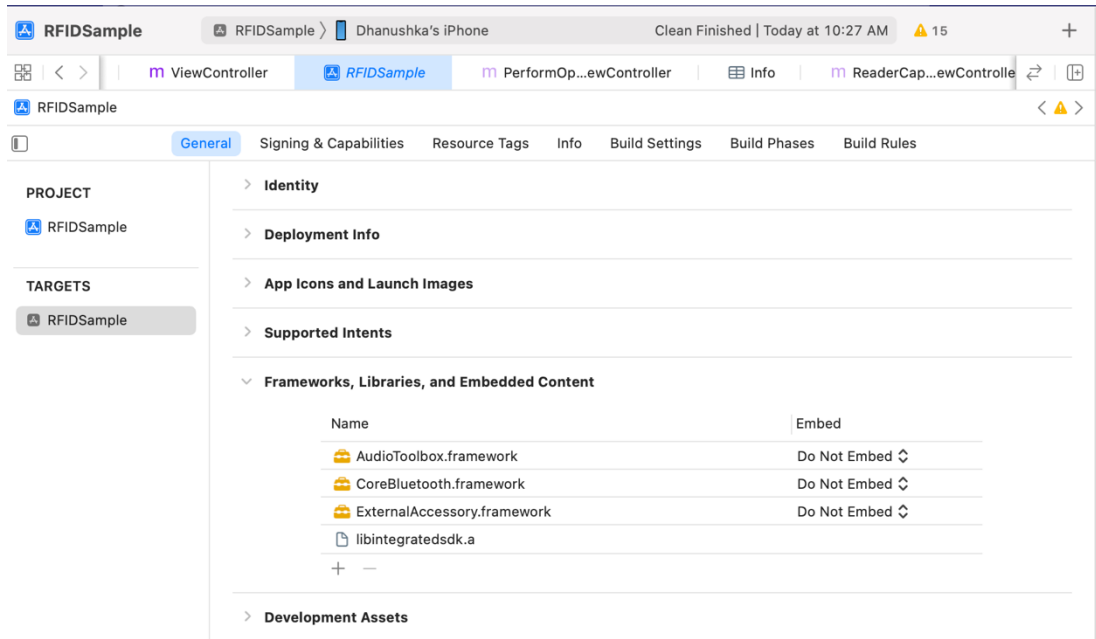 RFIDSample RFIDSample 〉 Dhanushka's iPhone Clean Finished | Today at 10:27 AM 15
ViewController RFIDSample PerformOp...ewController Info ReaderCap...ewControlle
RFIDSample
General Signing & Capabilities Resource Tags Info Build Settings Build Phases Build Rules
PROJECT
RFIDSample
TARGETS
RFIDSample
Identity
Deployment Info
App Icons and Launch Images
Supported Intents
Frameworks, Libraries, and Embedded Content
Name Embed
AudioToolbox.framework Do Not Embed
CoreBluetooth.framework Do Not Embed
ExternalAccessory.framework Do Not Embed
libintegratedsdk.a
Development Assets